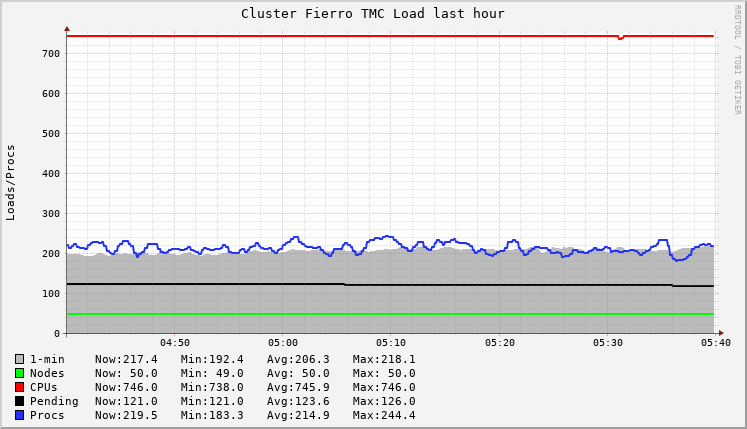 Cluster Fierro TMC Load last hour
RRDTOOL / TOBI OETIKER
Loads/Procs
700
600
500
400
300
200
100
0
04:50 05:00 05:10 05:20 05:30 05:40
1-min Now:217.4 Min:192.4 Avg:206.3 Max:218.1
Nodes Now: 50.0 Min: 49.0 Avg: 50.0 Max: 50.0
CPUs Now:746.0 Min:738.0 Avg:745.9 Max:746.0
Pending Now:121.0 Min:121.0 Avg:123.6 Max:126.0
Procs Now:219.5 Min:183.3 Avg:214.9 Max:244.4